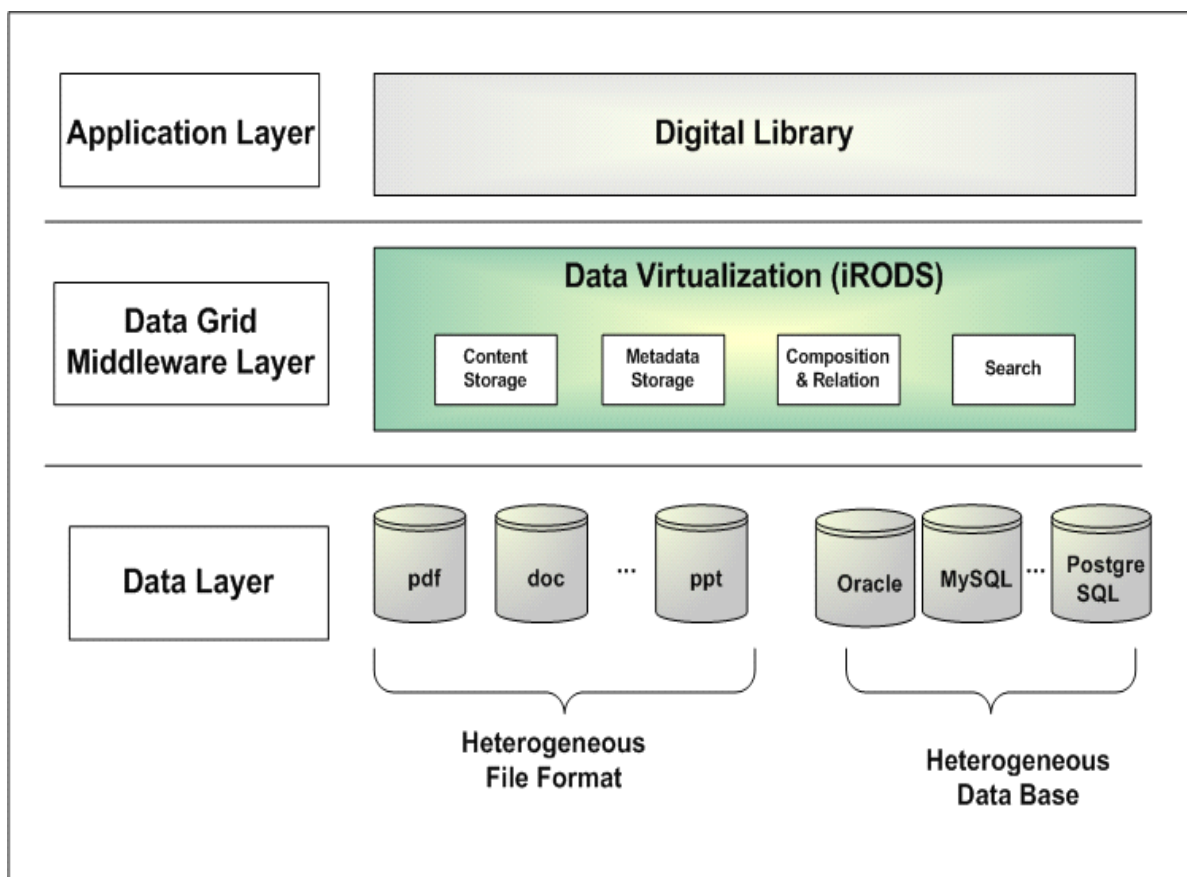 Application Layer
Digital Library
Data Grid
Middleware Layer
Data Virtualization (iRODS)
Content
Storage
Metadata
Storage
Composition
& Relation
Search
Data Layer
pdf
doc
...
ppt
Oracle
MySQL
...
Postgre
SQL
Heterogeneous
File Format
Heterogeneous
Data Base